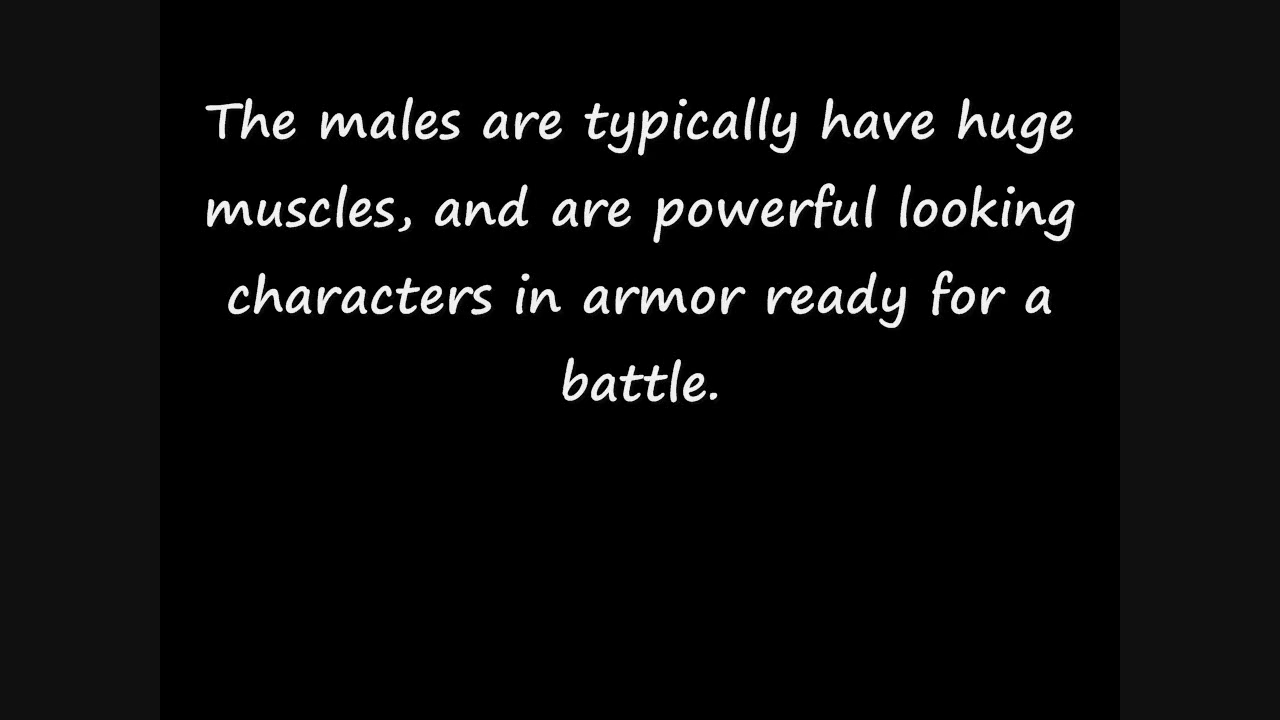 The males are typically have huge
muscles, and are powerful looking
characters in armor ready for a
battle.